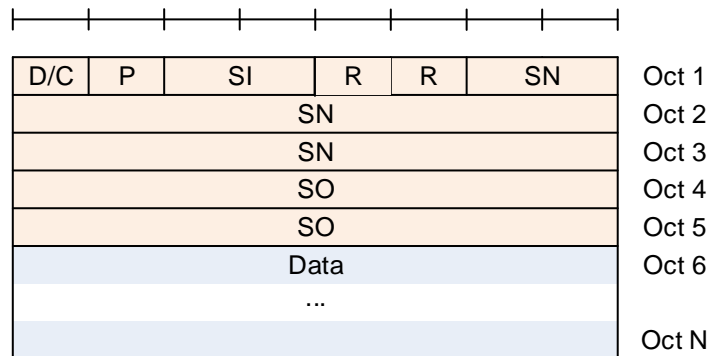 D/C P SI R R SN Oct 1
SN Oct 2
SN Oct 3
SO Oct 4
SO Oct 5
Data Oct 6
...
Oct N